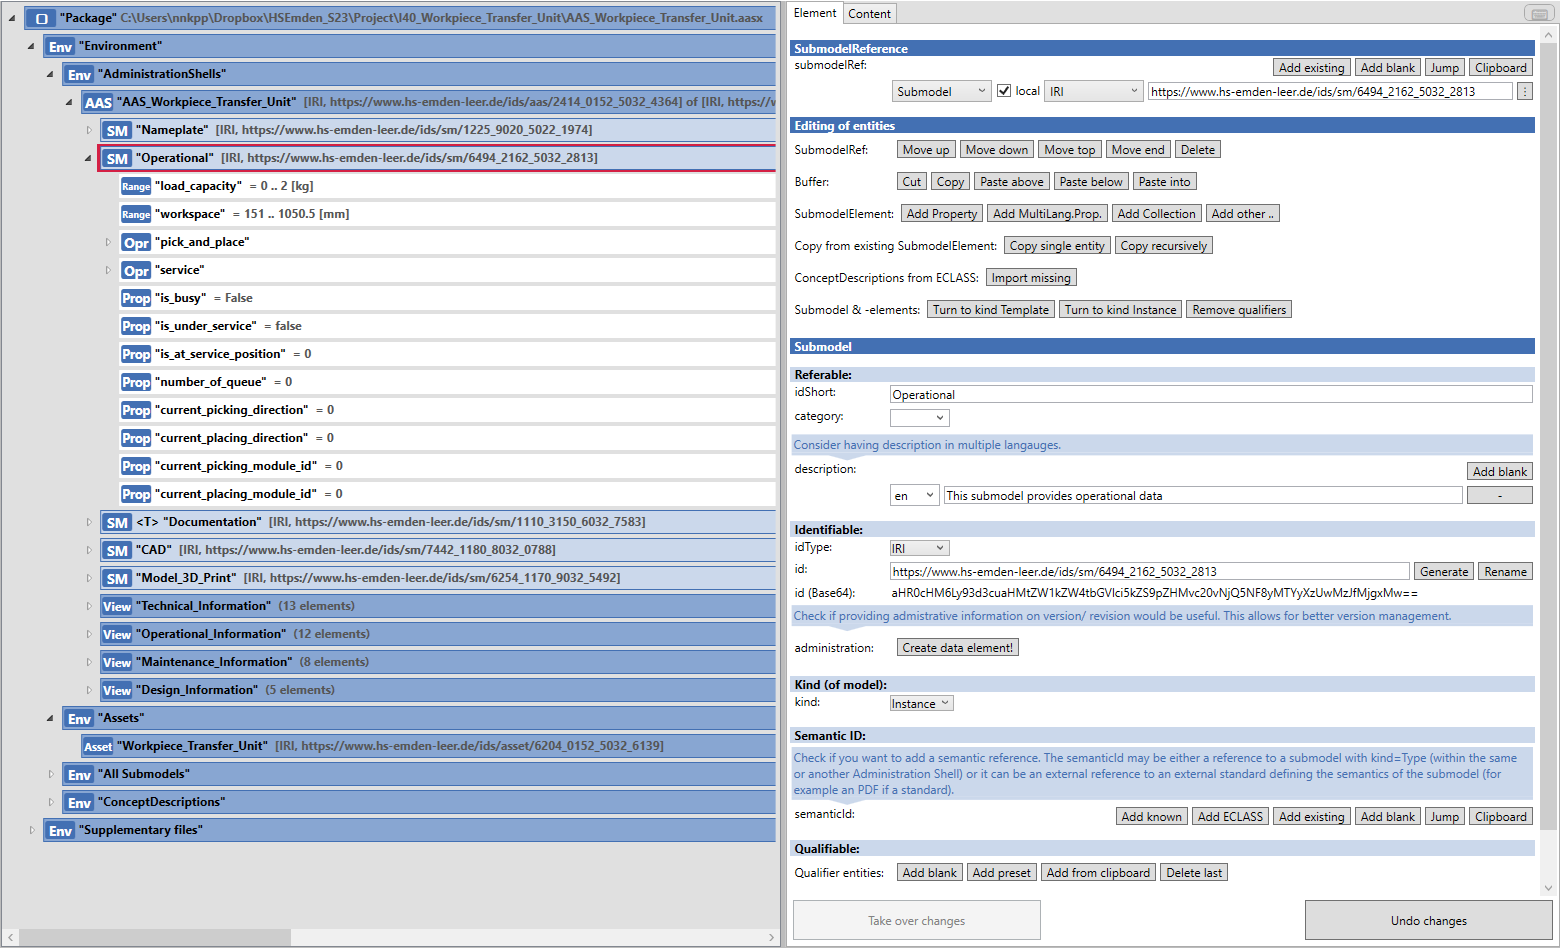 "Package" C:\Users\nnkpp\Dropbox\HSEmden_S23\Project\I40_Workpiece_Transfer_Unit\AAS_Workpiece_Transfer_Unit.aasx
Env "Environment"
Env "AdministrationShells"
AAS "AAS_Workpiece_Transfer_Unit" [IRI, https://www.hs-emden-leer.de/ids/aas/2414_0152_5032_4364] of [IRI, https://w
SM "Nameplate" [IRI, https://www.hs-emden-leer.de/ids/sm/1225_9020_5022_1974]
SM "Operational" [IRI, https://www.hs-emden-leer.de/ids/sm/6494_2162_5032_2813]
Range "load_capacity" = 0 .. 2 [kg]
Range "workspace" = 151 .. 1050.5 [mm]
Opr "pick_and_place"
Opr "service"
Prop "is_busy" = False
Prop "is_under_service" = false
Prop "is_at_service_position" = 0
Prop "number_of_queue" = 0
Prop "current_picking_direction" = 0
Prop "current_placing_direction" = 0
Prop "current_picking_module_id" = 0
Prop "current_placing_module_id" = 0
SM <T> "Documentation" [IRI, https://www.hs-emden-leer.de/ids/sm/1110_3150_6032_7583]
SM "CAD" [IRI, https://www.hs-emden-leer.de/ids/sm/7442_1180_8032_0788]
SM "Model_3D_Print" [IRI, https://www.hs-emden-leer.de/ids/sm/6254_1170_9032_5492]
View "Technical_Information" (13 elements)
View "Operational_Information" (12 elements)
View "Maintenance_Information" (8 elements)
View "Design_Information" (5 elements)
Env "Assets"
Asset "Workpiece_Transfer_Unit" [IRI, https://www.hs-emden-leer.de/ids/asset/6204_0152_5032_6139]
Env "All Submodels"
Env "ConceptDescriptions"
Env "Supplementary files"
Element Content
SubmodelReference
submodelRef: Add existing Add blank Jump Clipboard
Submodel local IRI https://www.hs-emden-leer.de/ids/sm/6494_2162_5032_2813
Editing of entities
SubmodelRef: Move up Move down Move top Move end Delete
Buffer: Cut Copy Paste above Paste below Paste into
SubmodelElement: Add Property Add MultiLang.Prop. Add Collection Add other ..
Copy from existing SubmodelElement: Copy single entity Copy recursively
ConceptDescriptions from ECLASS: Import missing
Submodel & -elements: Turn to kind Template Turn to kind Instance Remove qualifiers
Submodel
Referable:
idShort: Operational
category:
Consider having description in multiple langauges.
description: Add blank
en This submodel provides operational data -
Identifiable:
idType: IRI
id: https://www.hs-emden-leer.de/ids/sm/6494_2162_5032_2813 Generate Rename
id (Base64): aHR0cHM6Ly93d3cuaHMtZW1kZW4tbGVlci5kZS9pZHMvc20vNjQ5NF8yMTYyXzUwMzJfMjgxMw==
Check if providing admistrative information on version/ revision would be useful. This allows for better version management.
administration: Create data element!
Kind (of model):
kind: Instance
Semantic ID:
Check if you want to add a semantic reference. The semanticId may be either a reference to a submodel with kind=Type (within the same
or another Administration Shell) or it can be an external reference to an external standard defining the semantics of the submodel (for
example an PDF if a standard).
semanticId: Add known Add ECLASS Add existing Add blank Jump Clipboard
Qualifiable:
Qualifier entities: Add blank Add preset Add from clipboard Delete last
Take over changes Undo changes